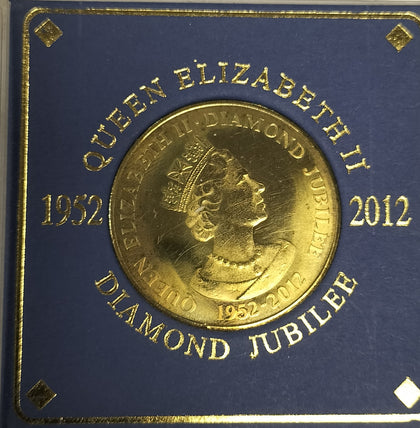 QUEEN ELIZABETH II
1952
2012
DIAMOND JUBILEE
QUEEN ELIZABETH II · DIAMOND JUBILEE
1952-2012